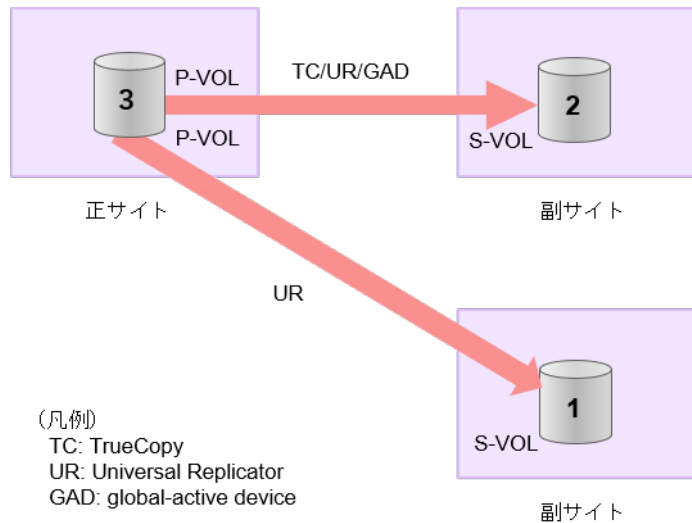 P-VOL
TC/UR/GAD
3
2
P-VOL
S-VOL
正サイト
副サイト
UR
1
S-VOL
(凡例)
TC: TrueCopy
UR: Universal Replicator
GAD: global-active device
副サイト